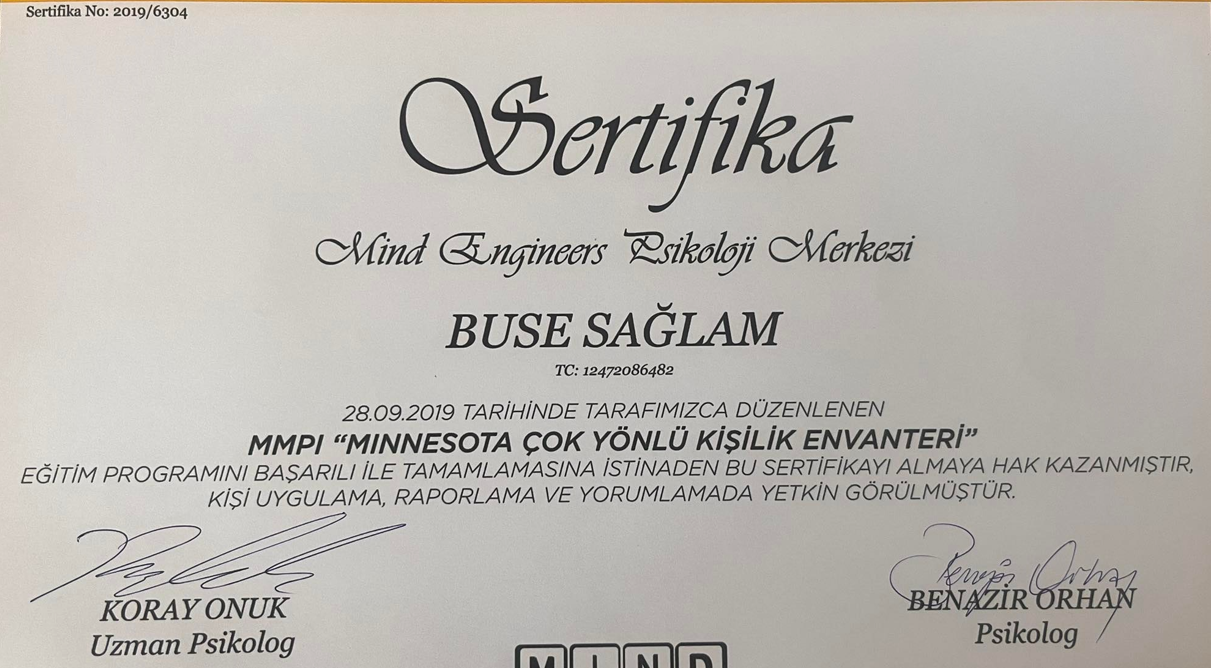 Sertifika No: 2019/6304
Sertifika
Mind Engineers Psikoloji Merkezi
BUSE SAĞLAM
TC: 12472086482
28.09.2019 TARİHİNDE TARAFIMIZCA DÜZENLENEN
MMPI “MINNESOTA ÇOK YÖNLÜ KİŞİLİK ENVANTERİ”
EĞİTİM PROGRAMINI BAŞARILI İLE TAMAMLAMASINA İSTİNADEN BU SERTİFİKAYI ALMAYA HAK KAZANMIŞTIR,
KİŞİ UYGULAMA, RAPORLAMA VE YORUMLAMADA YETKİN GÖRÜLMÜŞTÜR.
Benazir Orhan
KORAY ONUK
BENAZİR ORHAN
Uzman Psikolog
Psikolog
MIND